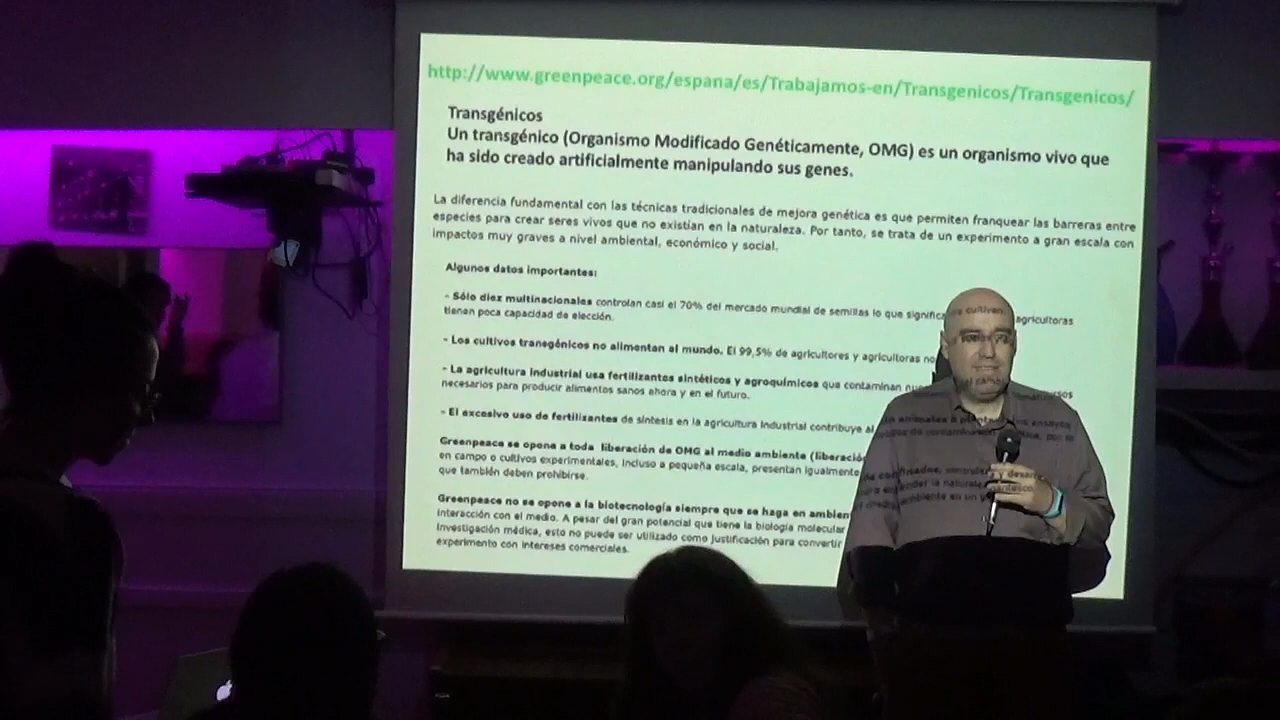 http://www.greenpeace.org/espana/es/Trabajamos-en/Transgenicos/Transgenicos/
Transgénicos
Un transgénico (Organismo Modificado Genéticamente, OMG) es un organismo vivo que
ha sido creado artificialmente manipulando sus genes.
La diferencia fundamental con las técnicas tradicionales de mejora genética es que permiten franquear las barreras entre
especies para crear seres vivos que no existían en la naturaleza. Por tanto, se trata de un experimento a gran escala con
impactos muy graves a nivel ambiental, económico y social.
Algunos datos importantes:
- Sólo diez multinacionales controlan casi el 70% del mercado mundial de semillas lo que significa agricultoras
tienen poca capacidad de elección.
- Los cultivos transgénicos no alimentan al mundo. El 99,5% de agricultores y agricultoras no
- La agricultura industrial usa fertilizantes sintéticos y agroquímicos que contaminan
necesarios para producir alimentos sanos ahora y en el futuro.
- El excesivo uso de fertilizantes de síntesis en la agricultura industrial contribuye al
Greenpeace se opone a toda liberación de OMG al medio ambiente (liberación
en campo o cultivos experimentales, incluso a pequeña escala, presentan igualmente
que también deben prohibirse.
Greenpeace no se opone a la biotecnología siempre que se haga en ambien
interacción con el medio. A pesar del gran potencial que tiene la biología molecular
investigación médica, esto no puede ser utilizado como justificación para convertir
experimento con intereses comerciales.